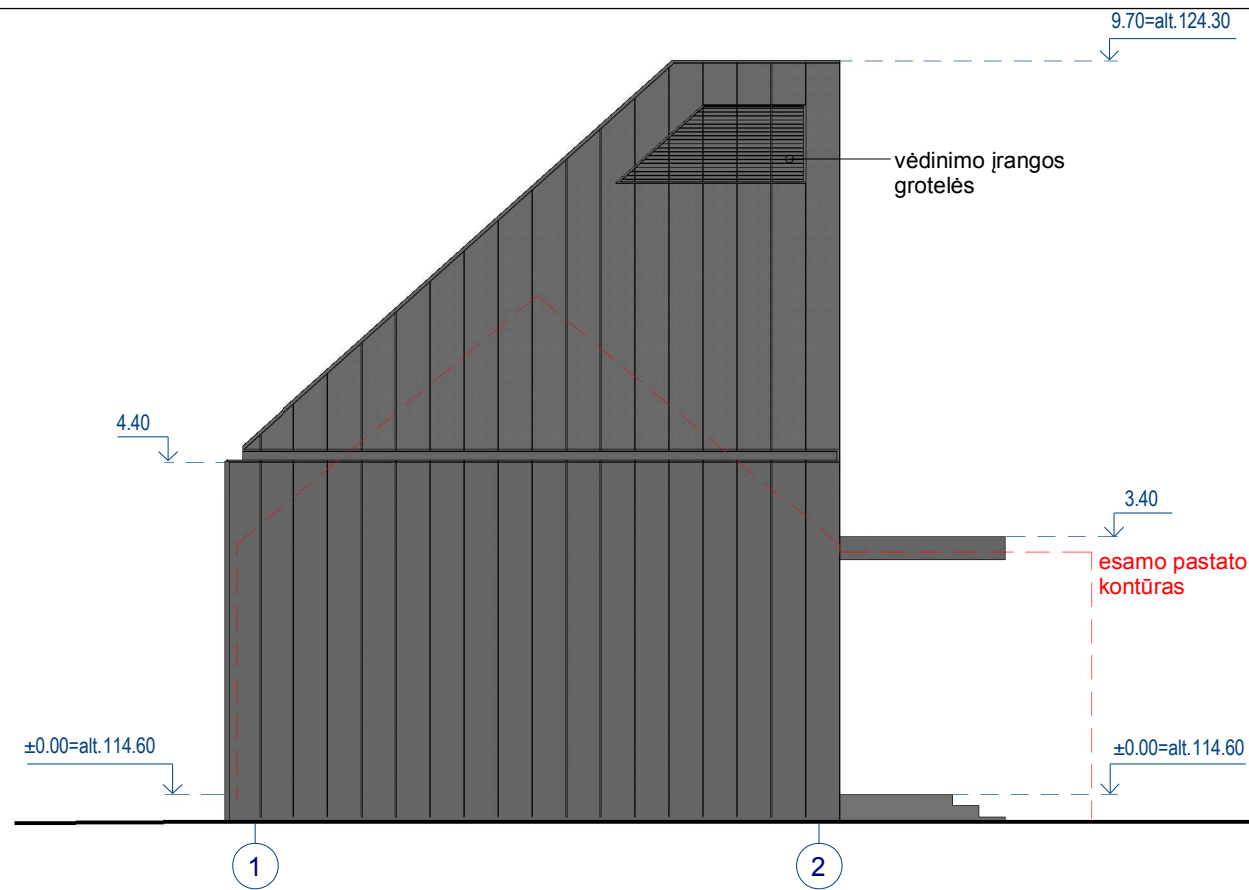 9.70=alt.124.30
vėdinimo įrangos
grotelės
4.40
3.40
esamo pastato
kontūras
±0.00=alt.114.60
±0.00=alt.114.60
1
2